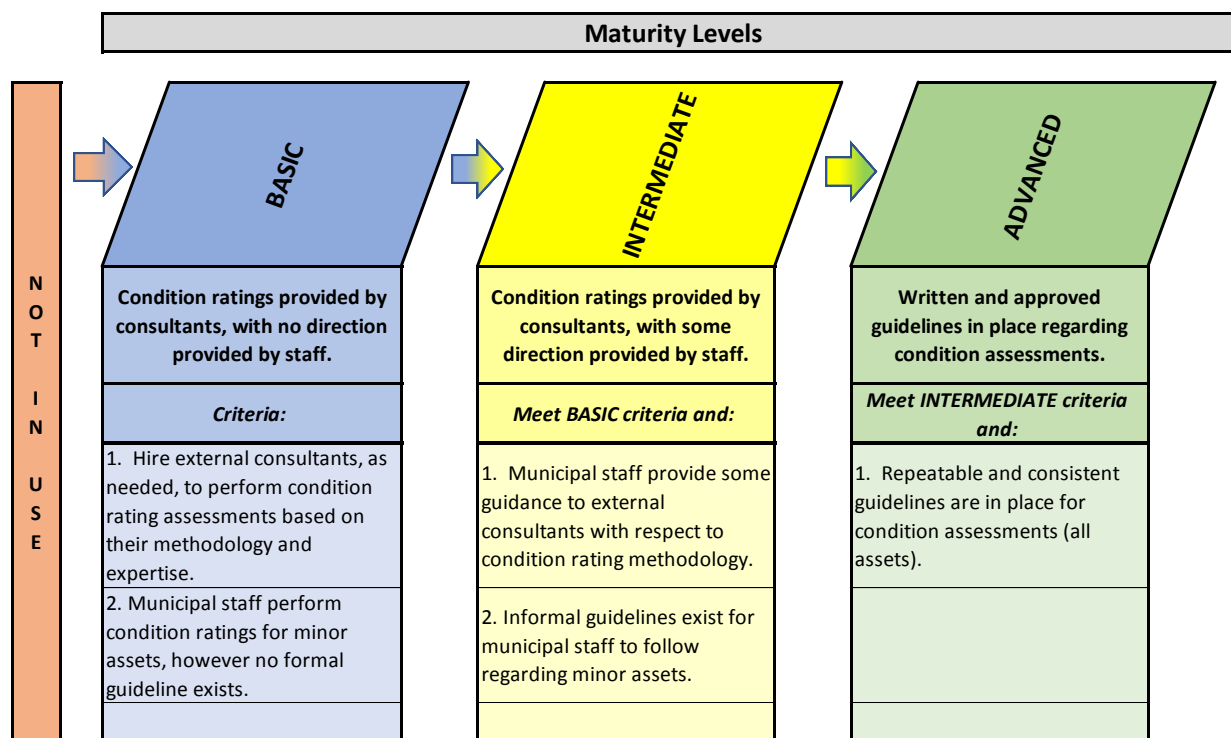 Maturity Levels
NOT IN USE
BASIC
INTERMEDIATE
ADVANCED
Condition ratings provided by
consultants, with no direction
provided by staff.
Criteria:
1.  Hire external consultants, as
needed, to perform condition
rating assessments based on
their methodology and
expertise.
2. Municipal staff perform
condition ratings for minor
assets, however no formal
guideline exists.
Condition ratings provided by
consultants, with some
direction provided by staff.
Meet BASIC criteria and:
1.  Municipal staff provide some
guidance to external
consultants with respect to
condition rating methodology.
2. Informal guidelines exist for
municipal staff to follow
regarding minor assets.
Written and approved
guidelines in place regarding
condition assessments.
Meet INTERMEDIATE criteria
and:
1.  Repeatable and consistent
guidelines are in place for
condition assessments (all
assets).